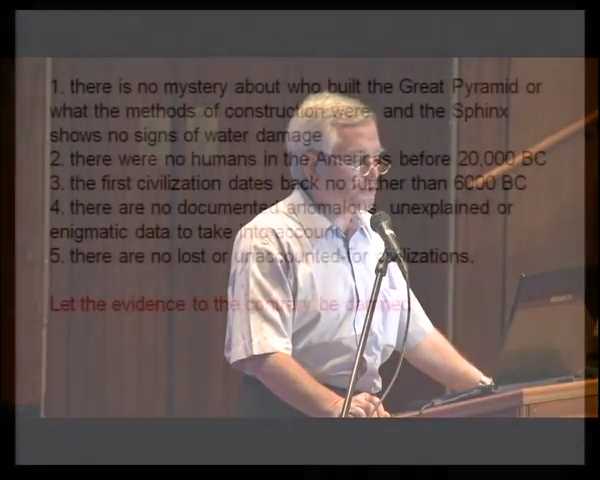 1. there is no mystery about who built the Great Pyramid or
what the methods of construction were, and the Sphinx
shows no signs of water damage
2. there were no humans in the Americas before 20,000 BC
3. the first civilization dates back no further than 6000 BC
4. there are no documented anomalous, unexplained or
enigmatic data to take into account
5. there are no lost or unaccounted-for civilizations.
Let the evidence to the contrary be damned!